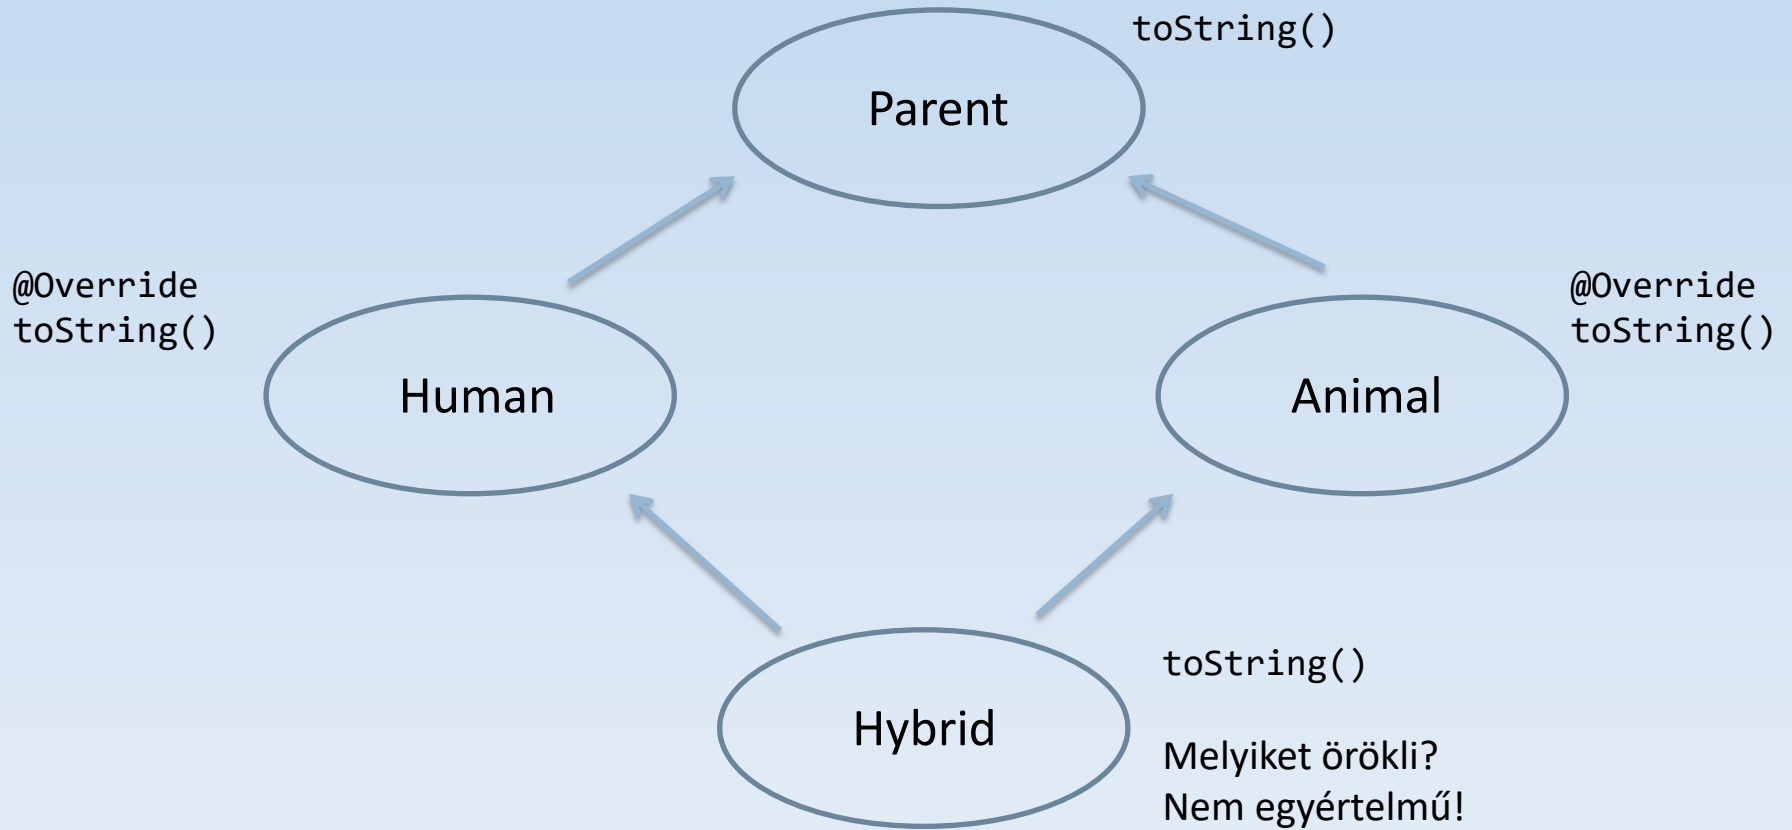 toString()
Parent
@Override
toString()
@Override
toString()
Human
Animal
toString()
Hybrid
Melyiket örökli?
Nem egyértelmű!